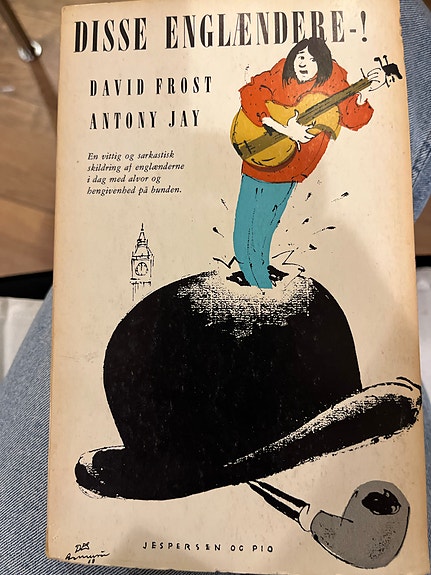 DISSE ENGLÆNDERE-!
DAVID FROST
ANTONY JAY
En vittig og sarkastisk
skildring af englænderne
i dag med alvor og
hengivenhed på bunden.
JESPERSEN OG PIO